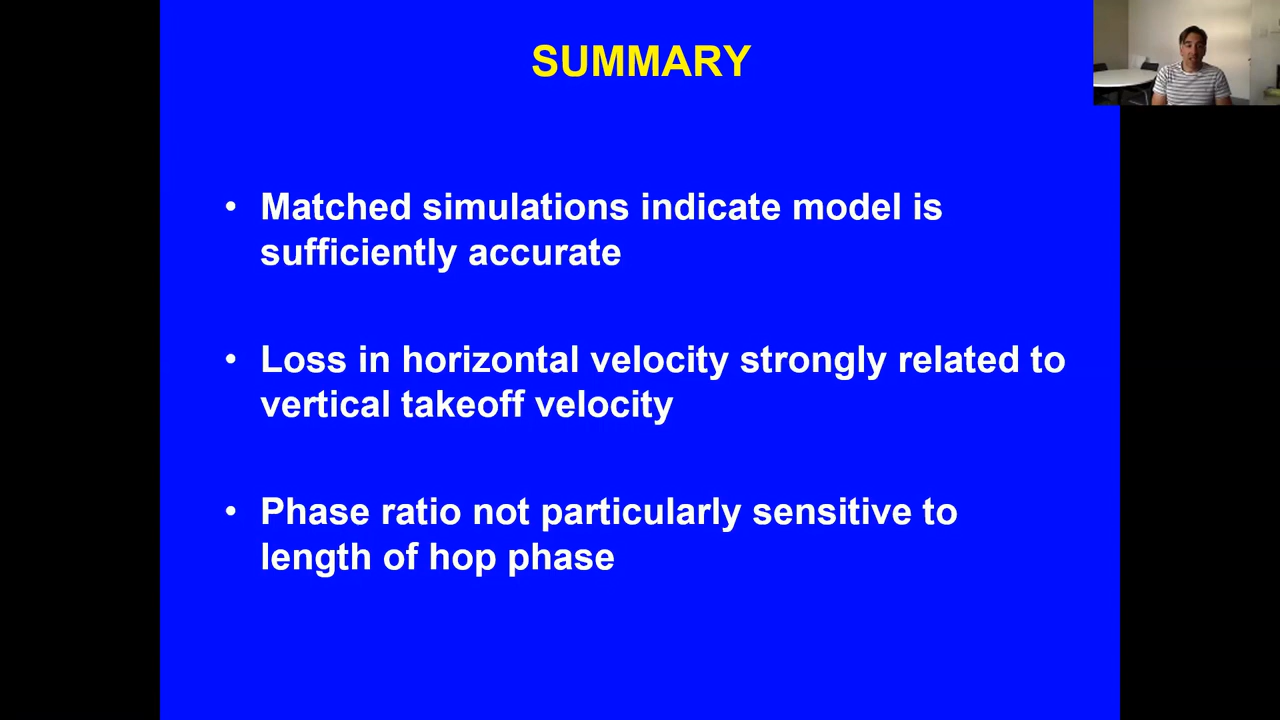 SUMMARY
• Matched simulations indicate model is
sufficiently accurate
• Loss in horizontal velocity strongly related to
vertical takeoff velocity
• Phase ratio not particularly sensitive to
length of hop phase